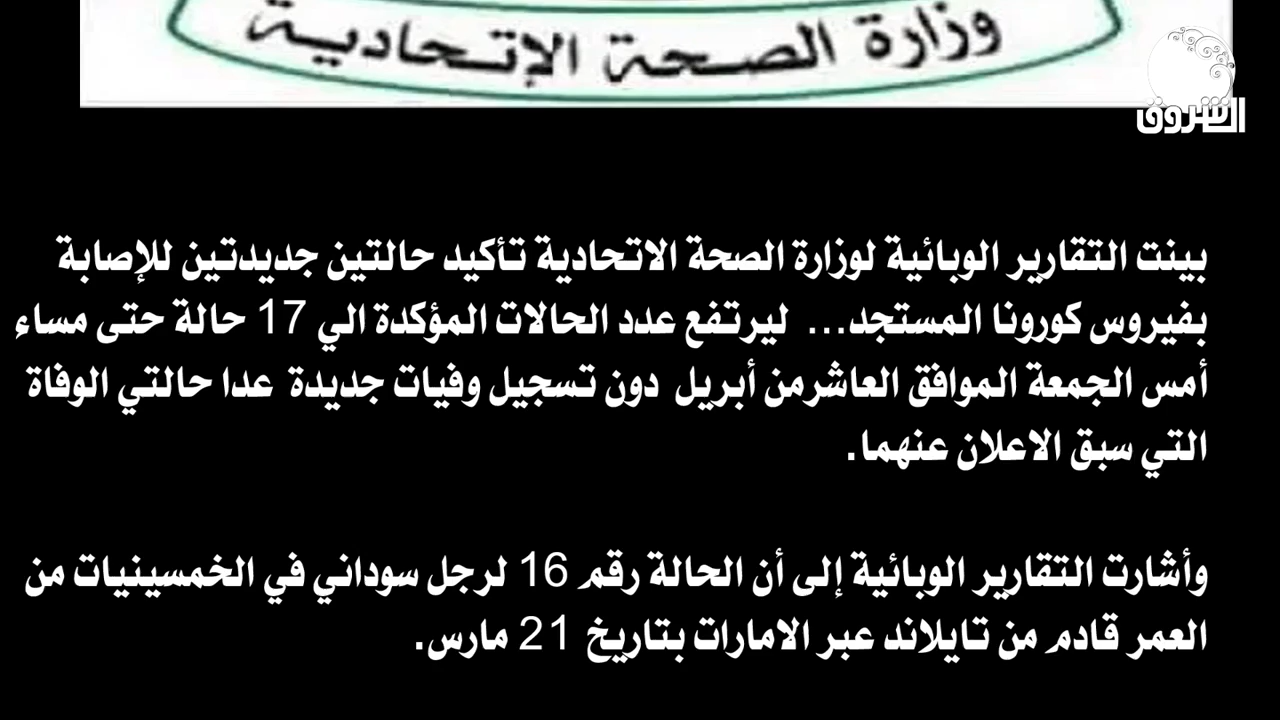 وزارة الصحة الإتحادية
الشروق
بينت التقارير الوبائية لوزارة الصحة الاتحادية تأكيد حالتين جديدتين للإصابة
بفيروس كورونا المستجد... ليرتفع عدد الحالات المؤكدة الي 17 حالة حتى مساء
أمس الجمعة الموافق العاشرمن أبريل دون تسجيل وفيات جديدة عدا حالتي الوفاة
التي سبق الاعلان عنهما.
وأشارت التقارير الوبائية إلى أن الحالة رقم 16 لرجل سوداني في الخمسينيات من
العمر قادم من تايلاند عبر الامارات بتاريخ 21 مارس.